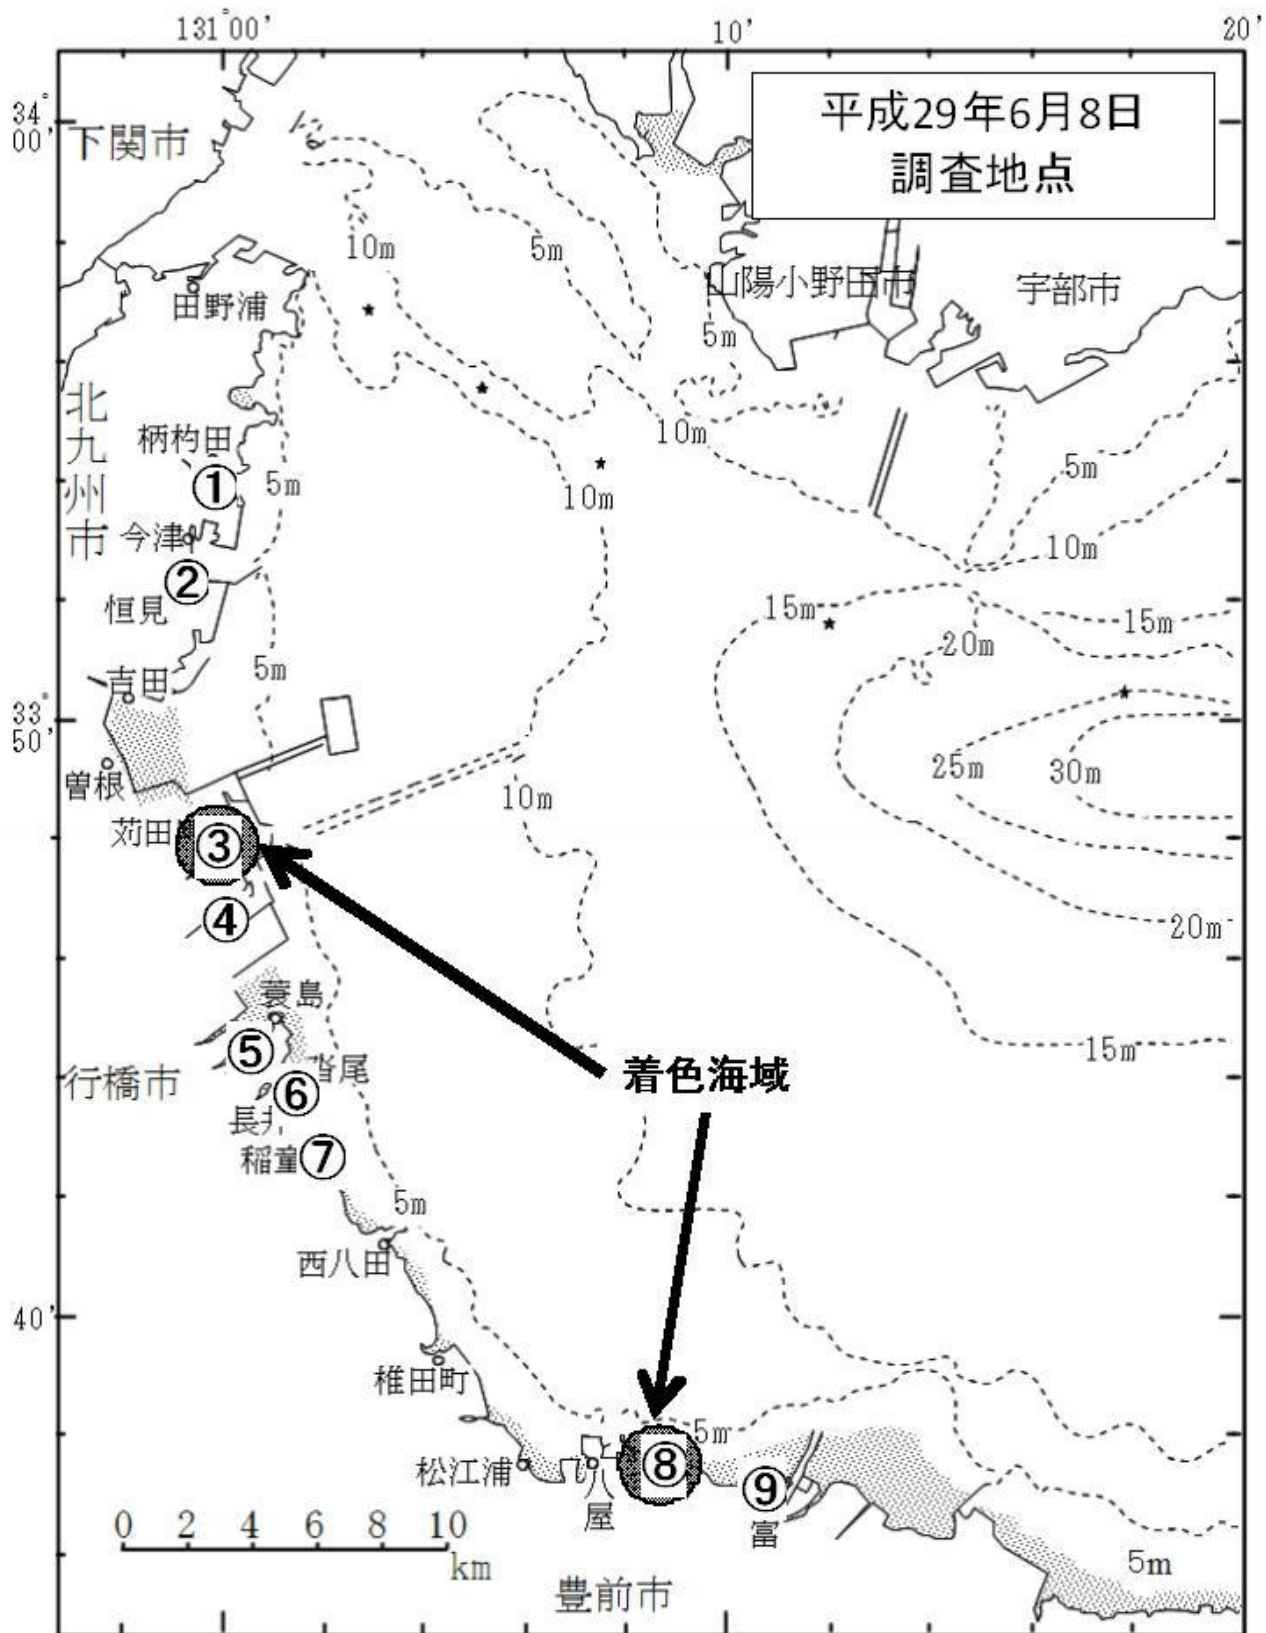 131°00'
10'
20'
34°00'
下関市
平成29年6月8日
調査地点
10m
5m
田野浦
山陽小野田市
宇部市
5m
北九州市
柄杓田
①
5m
10m
10m
5m
今津
10m
②
恒見
15m
15m
20m
吉田
5m
33°50'
曽根
25m
30m
10m
苅田
③
④
20m
蓑島
⑤
15m
沓尾
着色海域
行橋市
⑥
長井
稲童
⑦
5m
西八田
40'
椎田町
5m
松江浦
八屋
⑧
⑨
富
0 2 4 6 8 10
km
5m
豊前市